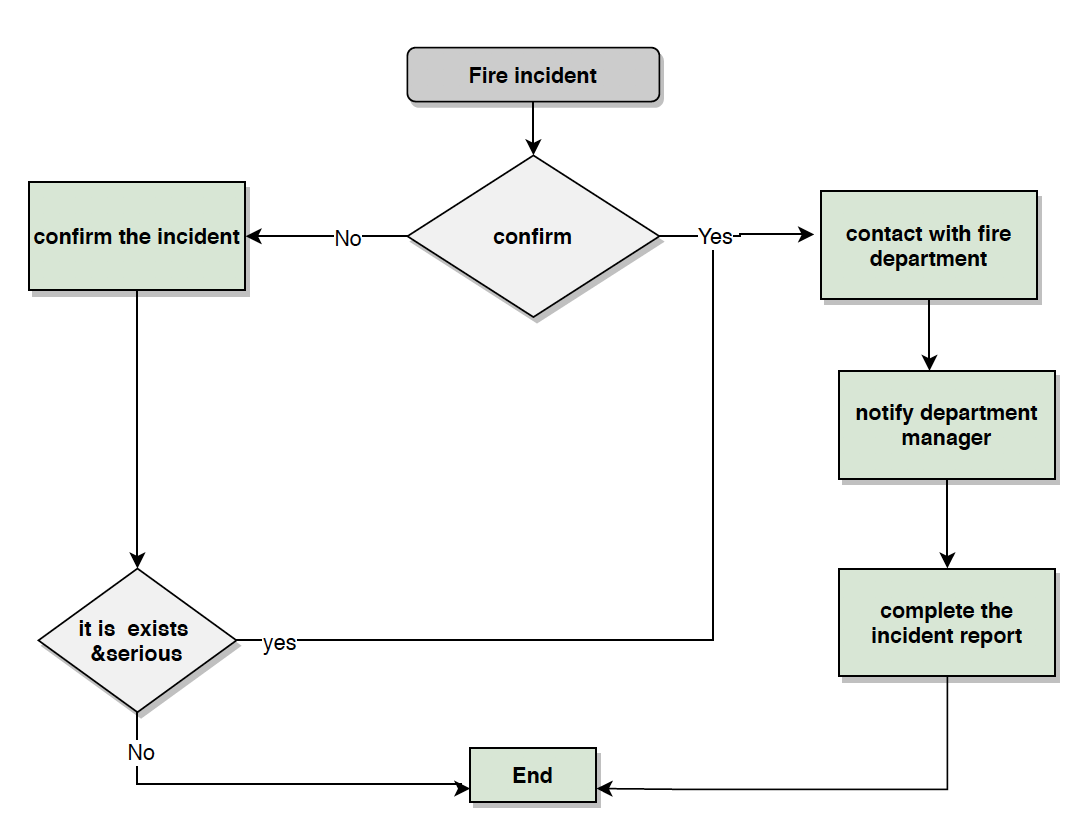 Fire incident
confirm the incident
No
confirm
Yes
contact with fire
department
notify department
manager
it is exists
&serious
yes
complete the
incident report
No
End